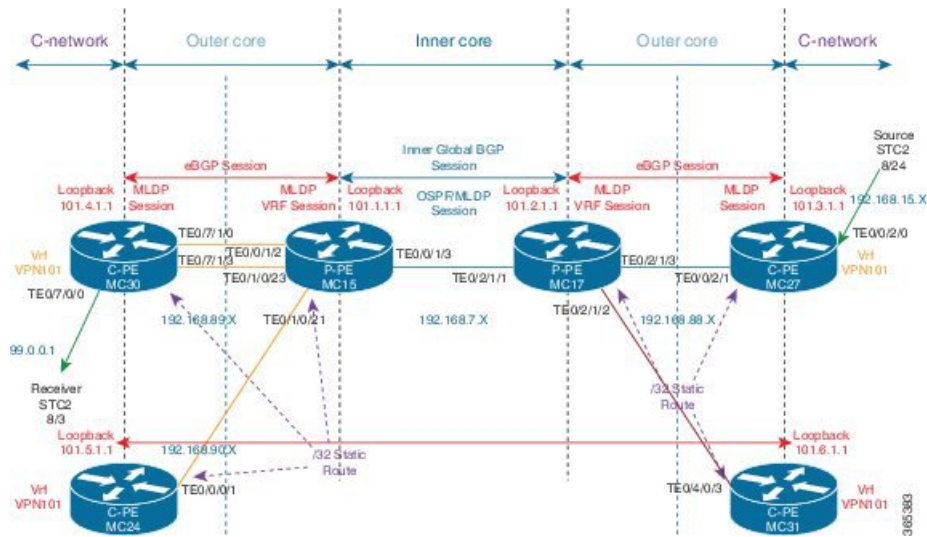 C-network
Outer core
Inner core
Outer core
C-network
Source
STC2
8/24
eBGP Session
Inner Global BGP
Session
eBGP Session
Loopback
101.4.1.1
MLDP
Session
MLDP
VRF Session
Loopback
101.1.1.1
OSPR/MLDP
Session
Loopback
101.2.1.1
MLDP
VRF Session
MLDP
Session
Loopback
101.3.1.1
192.168.15.X
TE0/7/1/0
TE0/0/1/2
TE0/0/2/0
Vrf
VPN101
C-PE
MC30
TE0/7/1/3
TE0/1/0/23
P-PE
MC15
TE0/0/1/3
TE0/2/1/1
P-PE
MC17
TE0/2/1/3
TE0/0/2/1
C-PE
MC27
Vrf
VPN101
TE0/7/0/0
192.168.89.X
TE0/1/0/21
192.168.7.X
TE0/2/1/2
192.168.88.X
99.0.0.1
Receiver
STC2
8/3
/32 Static
Route
Loopback
101.5.1.1
192.168.90.X
/32 Static
Route
Loopback
101.6.1.1
Vrf
VPN101
C-PE
MC24
TE0/0/0/1
TE0/4/0/3
C-PE
MC31
Vrf
VPN101
365383